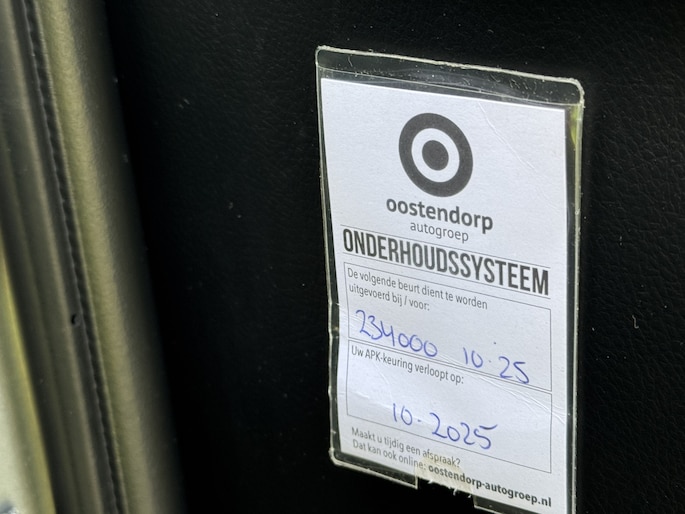 oostendorp
autogroep
ONDERHOUDSSYSTEEM
De volgende beurt dient te worden
uitgevoerd bij / voor:
234000 10-25
Uw APK-keuring verloopt op:
10-2025
Maakt u tijdig een afspraak?
Dat kan ook online: oostendorp-autogroep.nl